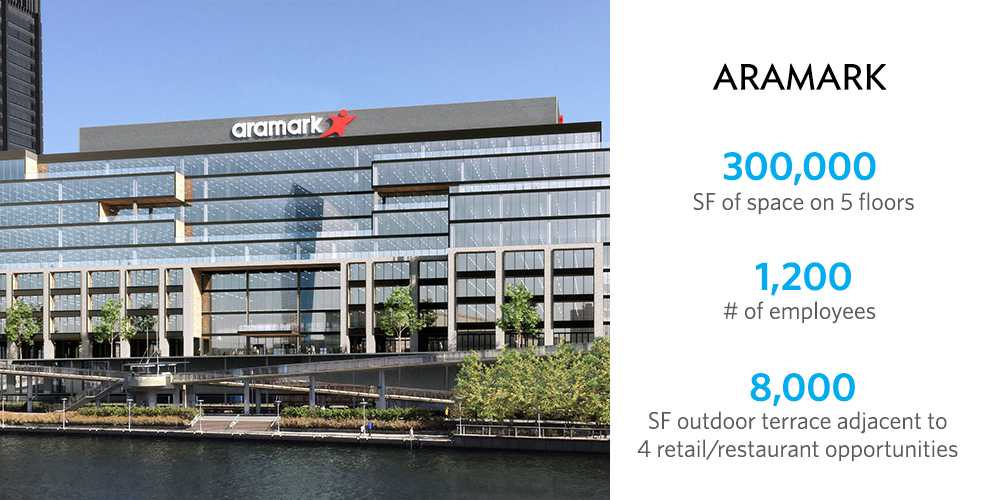 aramark
ARAMARK
300,000
SF of space on 5 floors
1,200
# of employees
8,000
SF outdoor terrace adjacent to
4 retail/restaurant opportunities